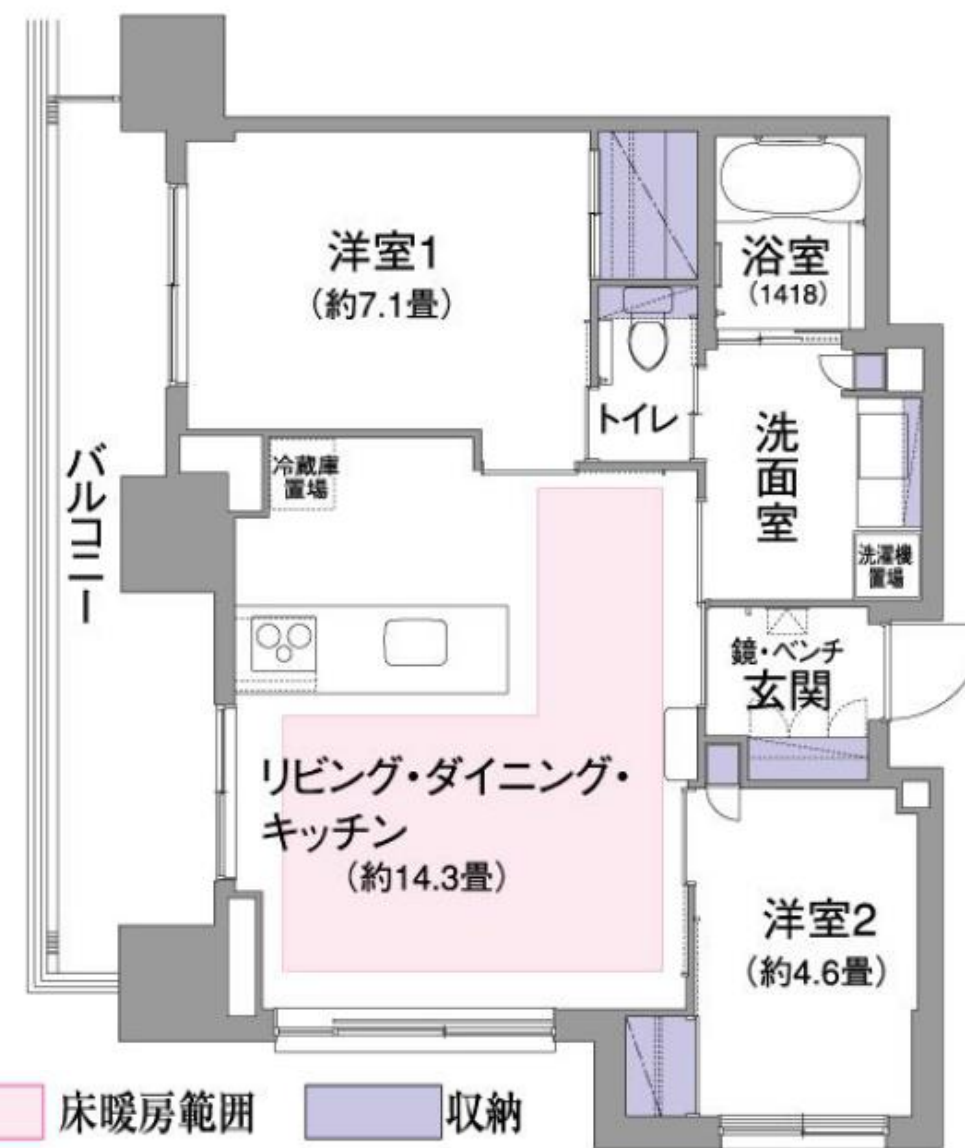 洋室1
（約7.1畳）
浴室
（1418）
トイレ
洗面室
冷蔵庫
置場
バルコニー
洗濯機
置場
鏡・ベンチ
玄関
リビング・ダイニング・
キッチン
（約14.3畳）
洋室2
（約4.6畳）
床暖房範囲
収納